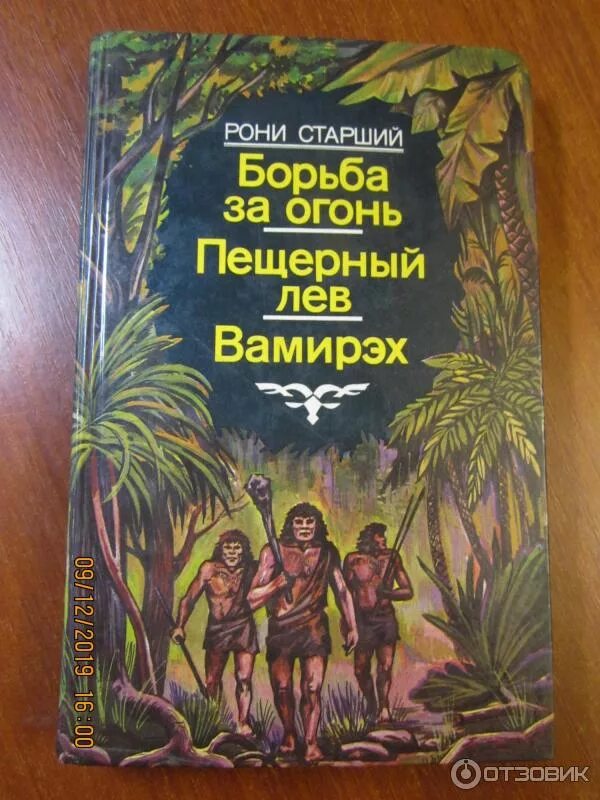 РОНИ СТАРШИЙ
Борьба
за огонь
Пещерный
лев
Вамирэх
09/12/2019 16:00
ОТЗОВИК